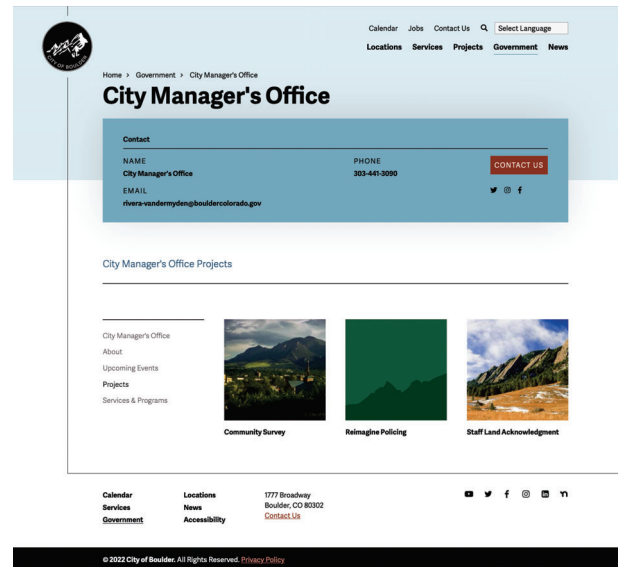 Calendar Jobs Contact Us Select Language
CITY OF BOULDER
Locations Services Projects Government News
Home > Government > City Manager's Office
City Manager's Office
Contact
NAME
City Manager's Office
PHONE
303-441-3090
CONTACT US
EMAIL
rivera-vandermyden@bouldercolorado.gov
City Manager's Office Projects
City Manager's Office
About
Upcoming Events
Projects
Services & Programs
Community Survey
Reimagine Policing
Staff Land Acknowledgment
Calendar
Services
Government
Locations
News
Accessibility
1777 Broadway
Boulder, CO 80302
Contact Us
© 2022 City of Boulder. All Rights Reserved. Privacy Policy